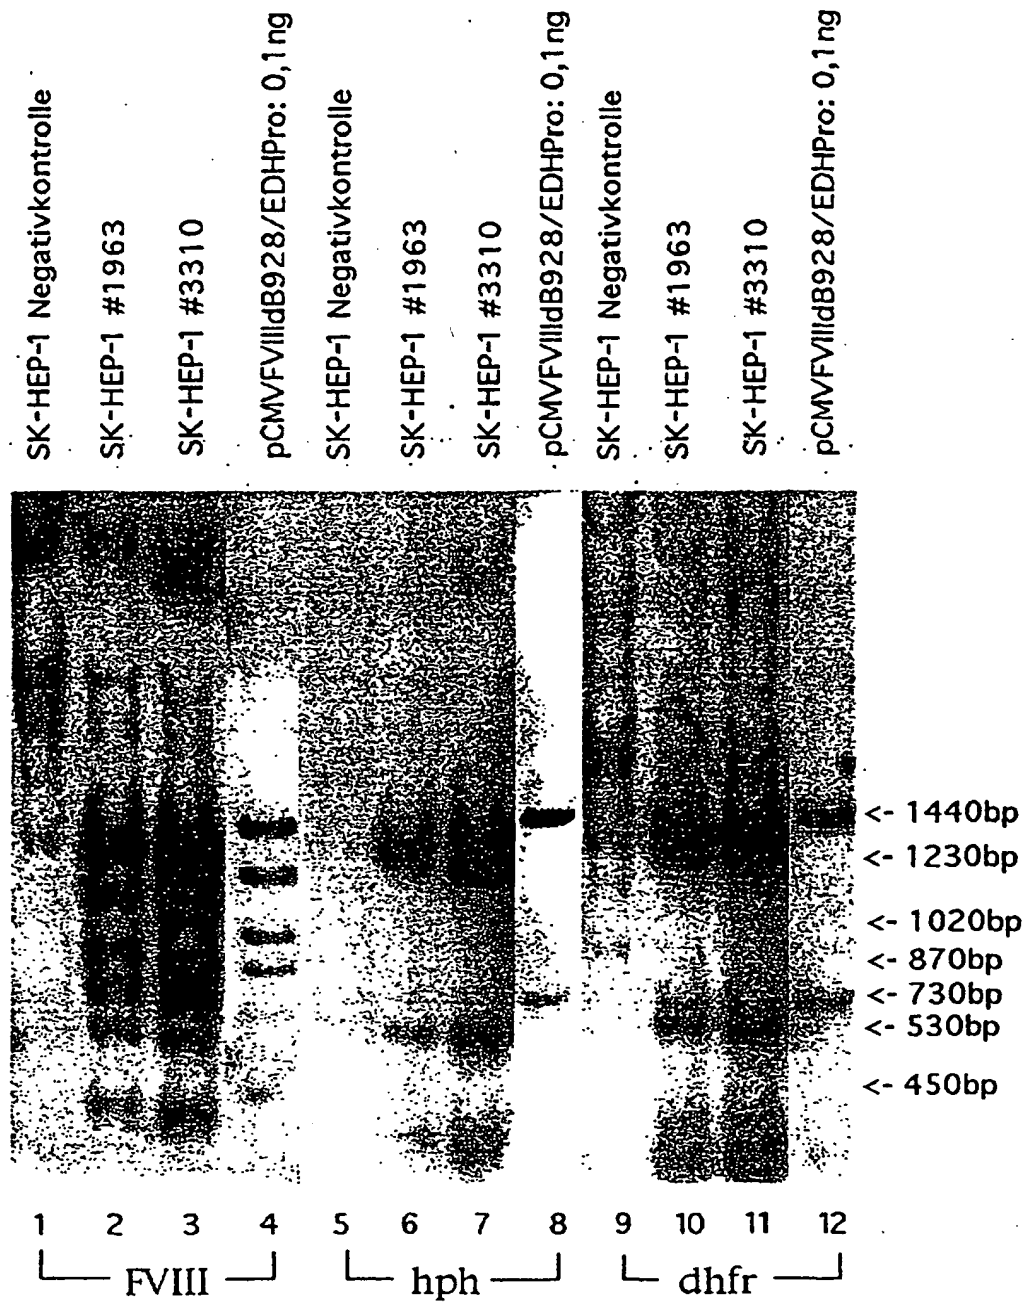 SK-HEP-1 Negativkontrolle
SK-HEP-1 #1963
SK-HEP-1 #3310
pCMVFVIIIdB928/EDHPro: 0,1ng
SK-HEP-1 Negativkontrolle
SK-HEP-1 #1963
SK-HEP-1 #3310
pCMVFVIIIdB928/EDHPro: 0,1ng
SK-HEP-1 Negativkontrolle
SK-HEP-1 #1963
SK-HEP-1 #3310
pCMVFVIIIdB928/EDHPro: 0,1ng
<- 1440bp
<- 1230bp
<- 1020bp
<- 870bp
<- 730bp
<- 530bp
<- 450bp
1 2 3 4 5 6 7 8 9 10 11 12
FVIII hph dhfr